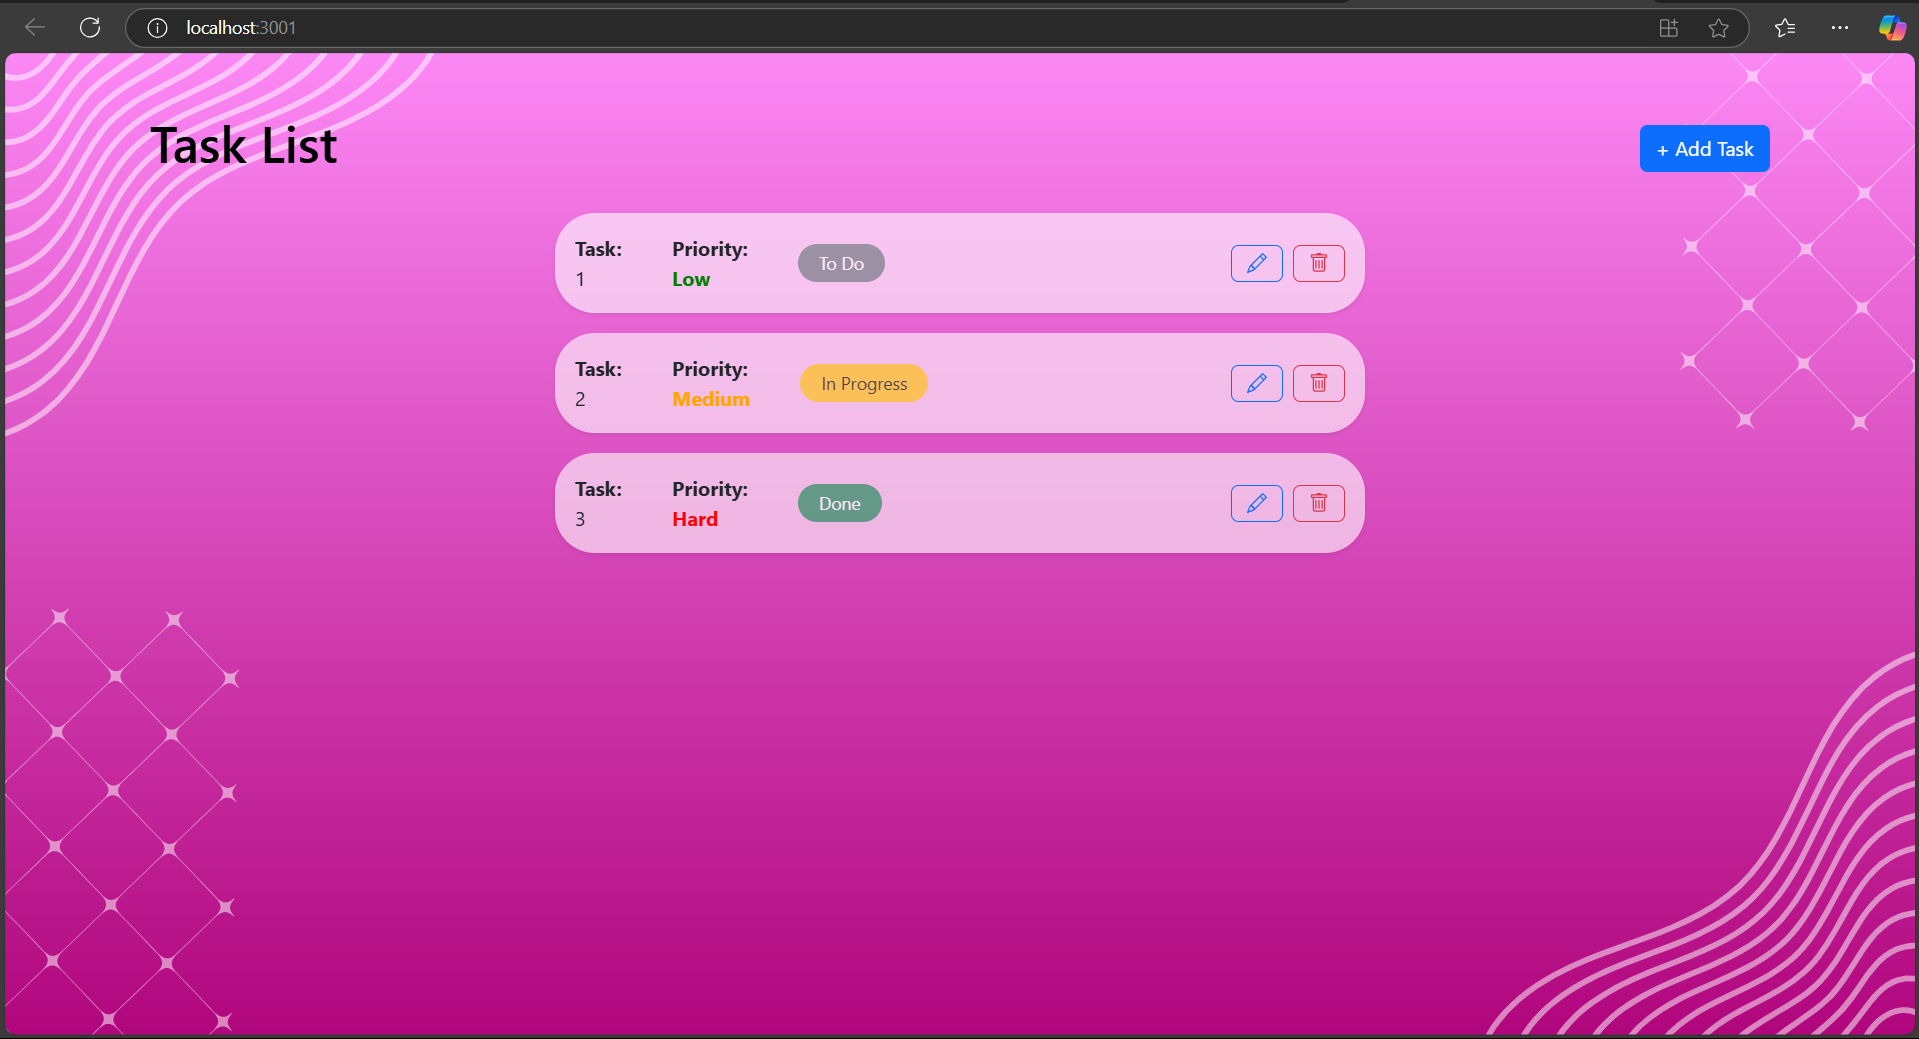 localhost:3001
Task List
+ Add Task
Task:
1
Priority:
Low
To Do
Task:
2
Priority:
Medium
In Progress
Task:
3
Priority:
Hard
Done